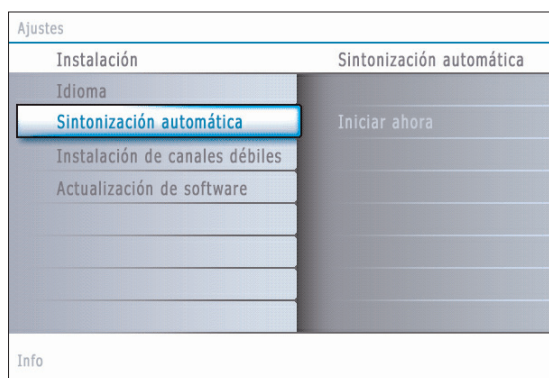 Ajustes
Instalación
Sintonización automática
Idioma
Sintonización automática
Iniciar ahora
Instalación de canales débiles
Actualización de software
Info